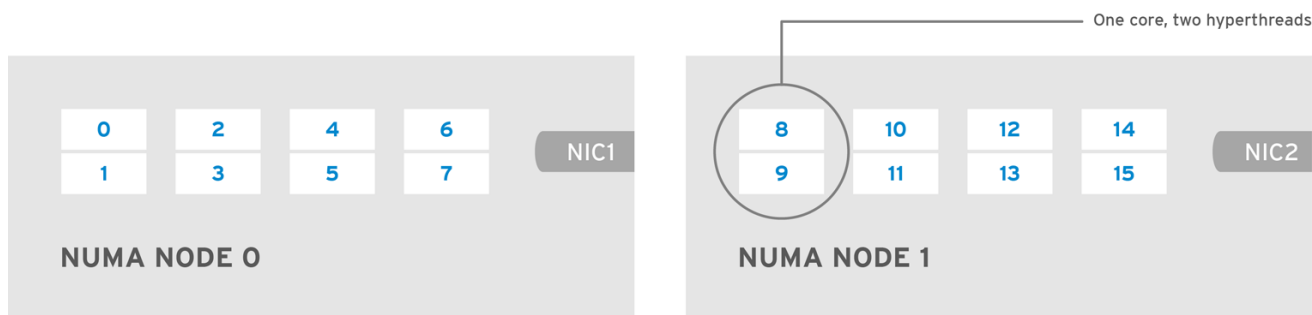 One core, two hyperthreads
0 2 4 6
NIC1
1 3 5 7
NUMA NODE 0
8 10 12 14
NIC2
9 11 13 15
NUMA NODE 1